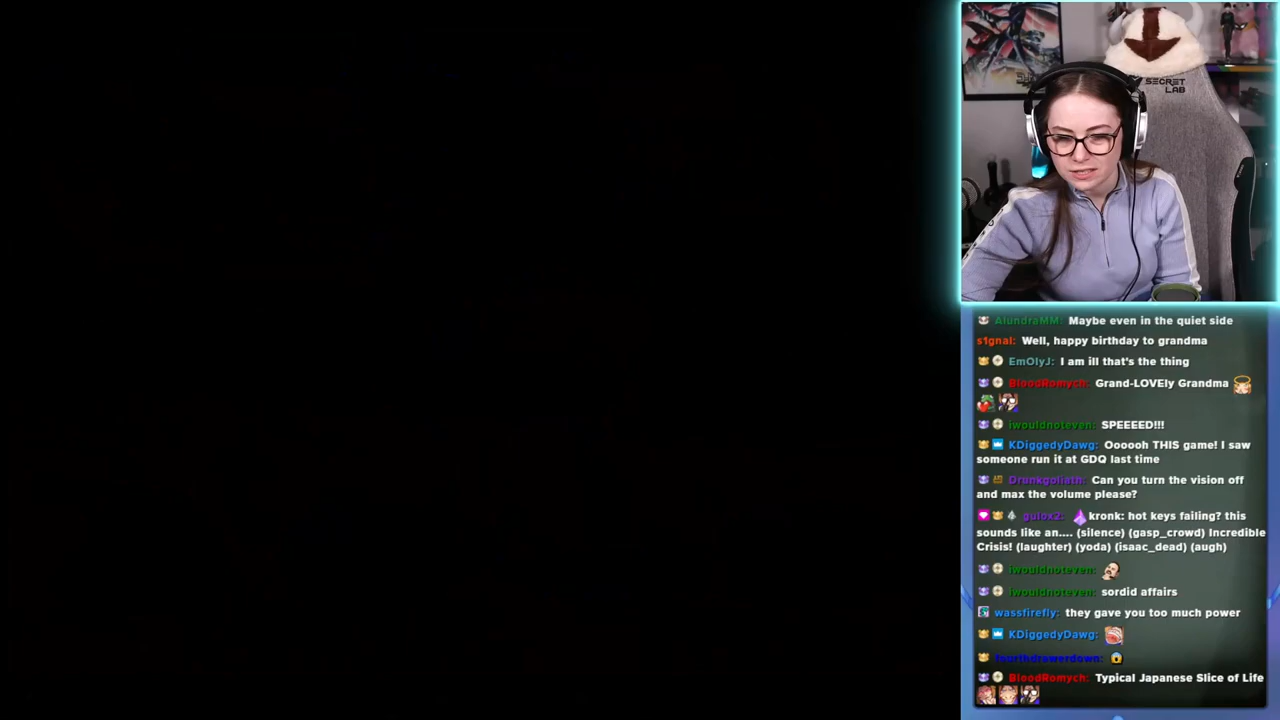 SECRET
LAB
AlundraMM: Maybe even in the quiet side
s1gnal: Well, happy birthday to grandma
EmOlyJ: I am ill that's the thing
BloodRomych: Grand-LOVEly Grandma
iwouldnoteven: SPEEEED!!!
KDiggedyDawg: Oooooh THIS game! I saw
someone run it at GDQ last time
Drunkgoliath: Can you turn the vision off
and max the volume please?
gulox2: kronk: hot keys failing? this
sounds like an.... (silence) (gasp_crowd) Incredible
Crisis! (laughter) (yoda) (isaac_dead) (augh)
iwouldnoteven:
iwouldnoteven: sordid affairs
wassfirefly: they gave you too much power
KDiggedyDawg:
fourthdrawerdown:
BloodRomych: Typical Japanese Slice of Life